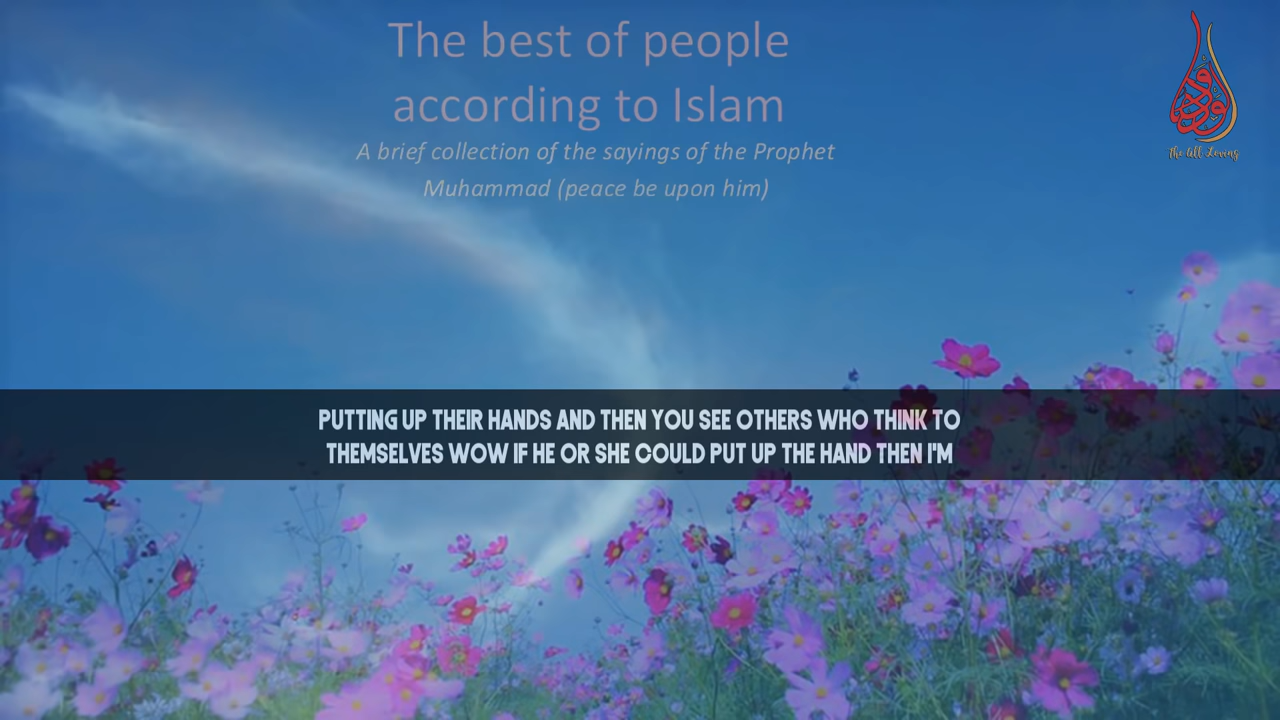 The best of people
according to Islam
A brief collection of the sayings of the Prophet
Muhammad (peace be upon him)
The All Loving
PUTTING UP THEIR HANDS AND THEN YOU SEE OTHERS WHO THINK TO
THEMSELVES WOW IF HE OR SHE COULD PUT UP THE HAND THEN I'M